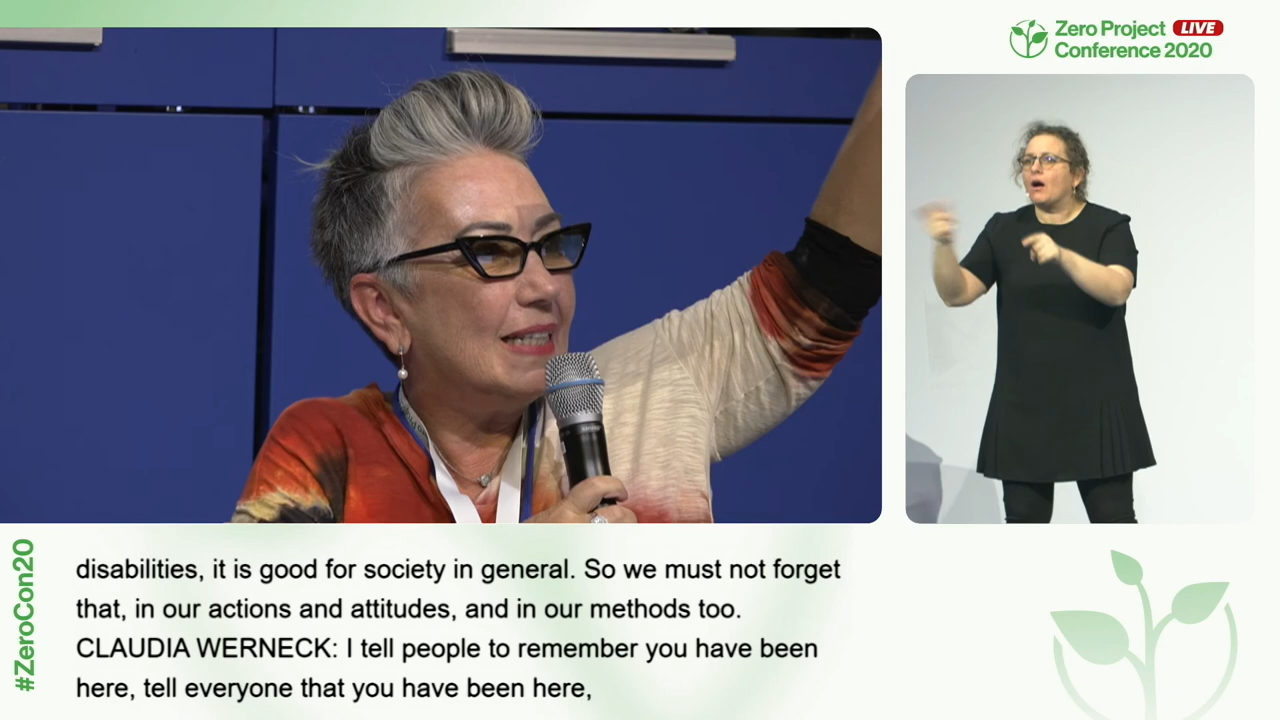 Zero Project LIVE
Conference 2020
#ZeroCon20
disabilities, it is good for society in general. So we must not forget
that, in our actions and attitudes, and in our methods too.
CLAUDIA WERNECK: I tell people to remember you have been
here, tell everyone that you have been here,